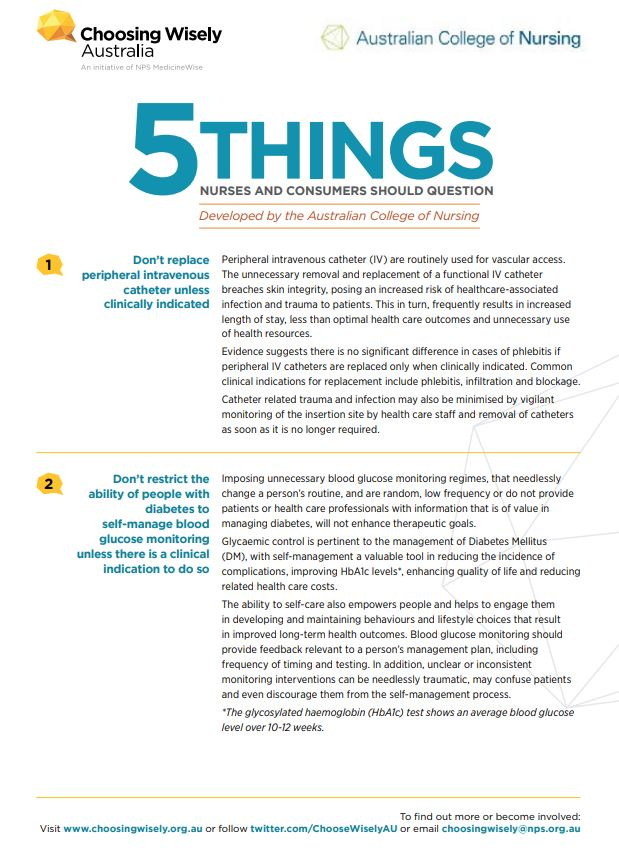 Choosing Wisely
Australia
An initiative of NPS MedicineWise
Australian College of Nursing
5 THINGS
NURSES AND CONSUMERS SHOULD QUESTION
Developed by the Australian College of Nursing
1
Don't replace
peripheral intravenous
catheter unless
clinically indicated
Peripheral intravenous catheter (IV) are routinely used for vascular access.
The unnecessary removal and replacement of a functional IV catheter
breaches skin integrity, posing an increased risk of healthcare-associated
infection and trauma to patients. This in turn, frequently results in increased
length of stay, less than optimal health care outcomes and unnecessary use
of health resources.
Evidence suggests there is no significant difference in cases of phlebitis if
peripheral IV catheters are replaced only when clinically indicated. Common
clinical indications for replacement include phlebitis, infiltration and blockage.
Catheter related trauma and infection may also be minimised by vigilant
monitoring of the insertion site by health care staff and removal of catheters
as soon as it is no longer required.
2
Don't restrict the
ability of people with
diabetes to
self-manage blood
glucose monitoring
unless there is a clinical
indication to do so
Imposing unnecessary blood glucose monitoring regimes, that needlessly
change a person's routine, and are random, low frequency or do not provide
patients or health care professionals with information that is of value in
managing diabetes, will not enhance therapeutic goals.
Glycaemic control is pertinent to the management of Diabetes Mellitus
(DM), with self-management a valuable tool in reducing the incidence of
complications, improving HbA1c levels*, enhancing quality of life and reducing
related health care costs.
The ability to self-care also empowers people and helps to engage them
in developing and maintaining behaviours and lifestyle choices that result
in improved long-term health outcomes. Blood glucose monitoring should
provide feedback relevant to a person's management plan, including
frequency of timing and testing. In addition, unclear or inconsistent
monitoring interventions can be needlessly traumatic, may confuse patients
and even discourage them from the self-management process.
*The glycosylated haemoglobin (HbA1c) test shows an average blood glucose
level over 10-12 weeks.
To find out more or become involved:
Visit www.choosingwisely.org.au or follow twitter.com/ChooseWiselyAU or email choosingwisely@nps.org.au